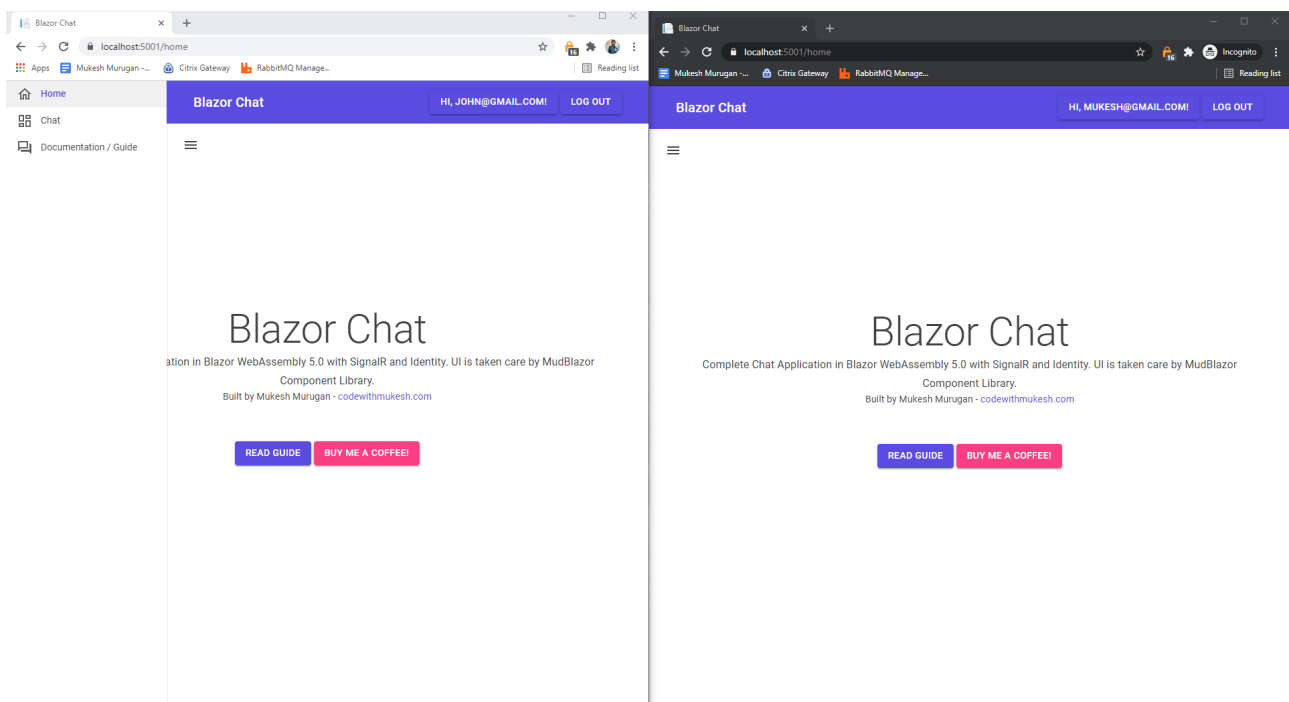 Blazor Chat
localhost:5001/home
16
Apps
Mukesh Murugan -...
Citrix Gateway
RabbitMQ Manage...
Reading list
Home
Chat
Documentation / Guide
Blazor Chat
HI, JOHN@GMAIL.COM!
LOG OUT
Blazor Chat
ation in Blazor WebAssembly 5.0 with SignalR and Identity. UI is taken care by MudBlazor
Component Library.
Built by Mukesh Murugan - codewithmukesh.com
READ GUIDE
BUY ME A COFFEE!
Blazor Chat
localhost:5001/home
16
Incognito
Mukesh Murugan -...
Citrix Gateway
RabbitMQ Manage...
Reading list
Blazor Chat
HI, MUKESH@GMAIL.COM!
LOG OUT
Blazor Chat
Complete Chat Application in Blazor WebAssembly 5.0 with SignalR and Identity. UI is taken care by MudBlazor
Component Library.
Built by Mukesh Murugan - codewithmukesh.com
READ GUIDE
BUY ME A COFFEE!